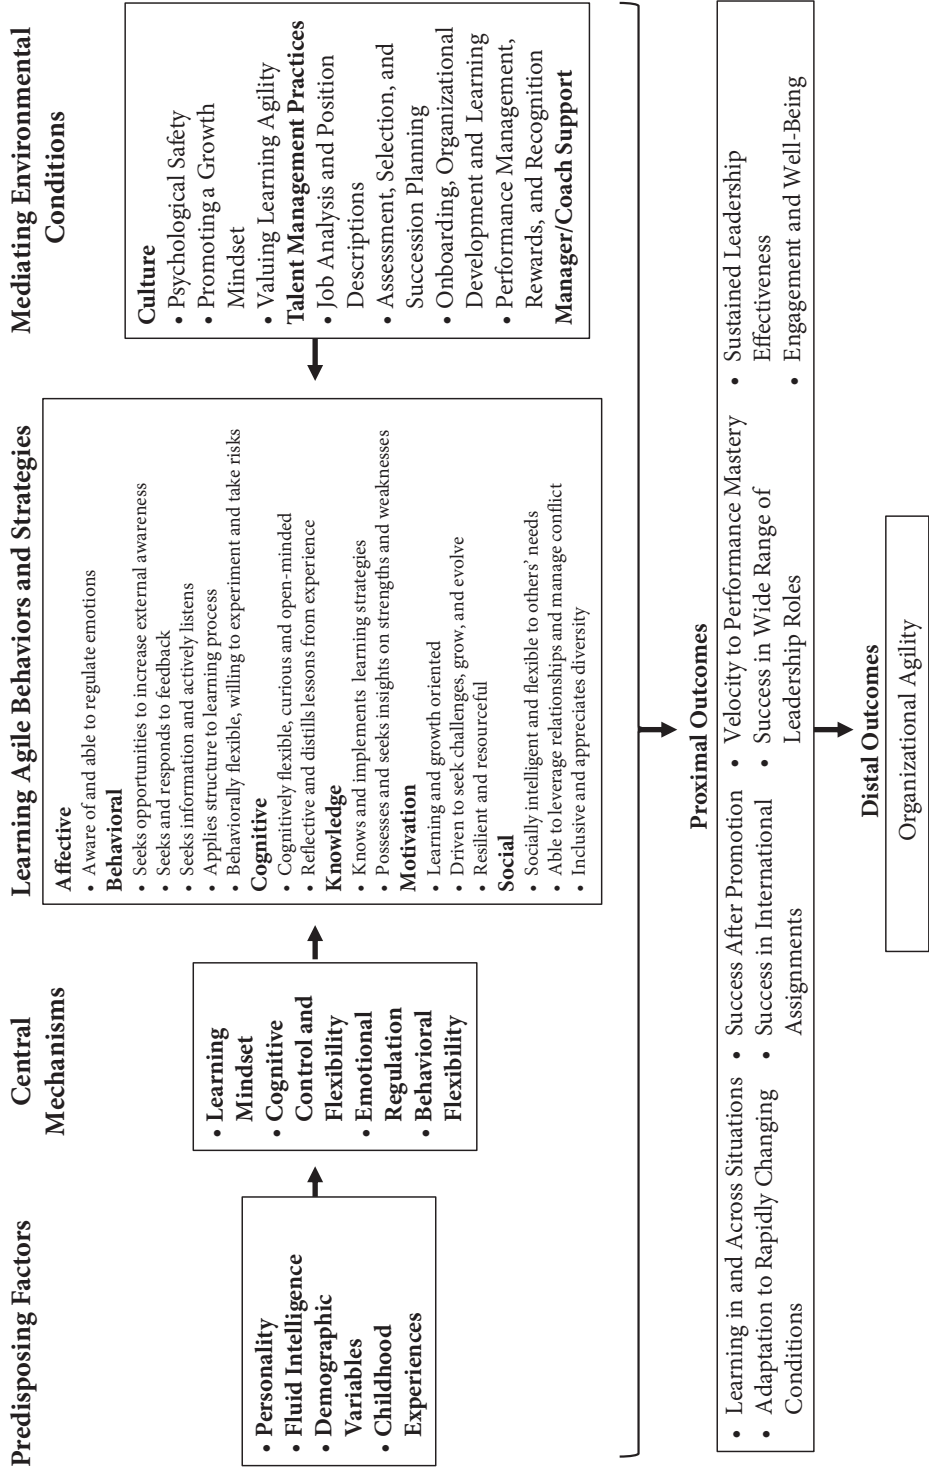 Predisposing Factors
• Personality
• Fluid Intelligence
• Demographic
Variables
• Childhood
Experiences
Central
Mechanisms
• Learning
Mindset
• Cognitive
Control and
Flexibility
• Emotional
Regulation
• Behavioral
Flexibility
Learning Agile Behaviors and Strategies
Affective
• Aware of and able to regulate emotions
Behavioral
• Seeks opportunities to increase external awareness
• Seeks and responds to feedback
• Seeks information and actively listens
• Applies structure to learning process
• Behaviorally flexible, willing to experiment and take risks
Cognitive
• Cognitively flexible, curious and open-minded
• Reflective and distills lessons from experience
Knowledge
• Knows and implements learning strategies
• Possesses and seeks insights on strengths and weaknesses
Motivation
• Learning and growth oriented
• Driven to seek challenges, grow, and evolve
• Resilient and resourceful
Social
• Socially intelligent and flexible to others' needs
• Able to leverage relationships and manage conflict
• Inclusive and appreciates diversity
Mediating Environmental
Conditions
Culture
• Psychological Safety
• Promoting a Growth
Mindset
• Valuing Learning Agility
Talent Management Practices
• Job Analysis and Position
Descriptions
• Assessment, Selection, and
Succession Planning
• Onboarding, Organizational
Development and Learning
• Performance Management,
Rewards, and Recognition
Manager/Coach Support
Proximal Outcomes
• Learning in and Across Situations
• Adaptation to Rapidly Changing
Conditions
• Success After Promotion
• Success in International
Assignments
• Velocity to Performance Mastery
• Success in Wide Range of
Leadership Roles
• Sustained Leadership
Effectiveness
• Engagement and Well-Being
Distal Outcomes
Organizational Agility